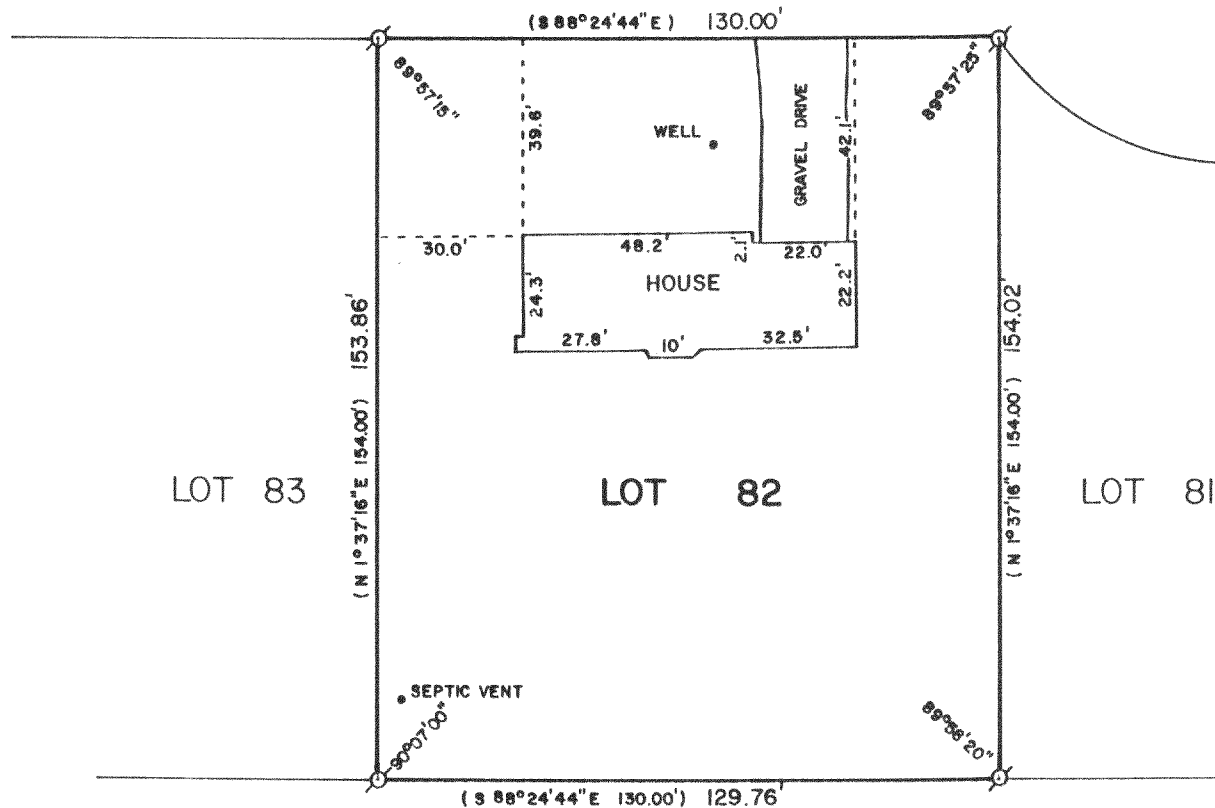 (S 88°24'44" E) 130.00'
89°57'15"
89°57'25"
39.6'
WELL
GRAVEL DRIVE
42.1'
30.0'
48.2'
2.1'
22.0'
HOUSE
24.3'
22.2'
27.8'
10'
32.5'
(N 1°37'16" E 154.00') 153.86'
(N 1°37'16" E 154.00') 154.02'
LOT 83
LOT 82
LOT 81
SEPTIC VENT
90°07'00"
89°58'20"
(S 88°24'44" E 130.00') 129.76'